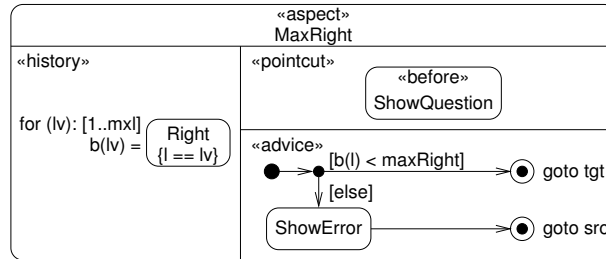 «aspect»
MaxRight
«history»
for (lv): [1..mxl]
b(lv) =
Right
{l == lv}
«pointcut»
«before»
ShowQuestion
«advice»
[b(l) < maxRight]
goto tgt
[else]
ShowError
goto src